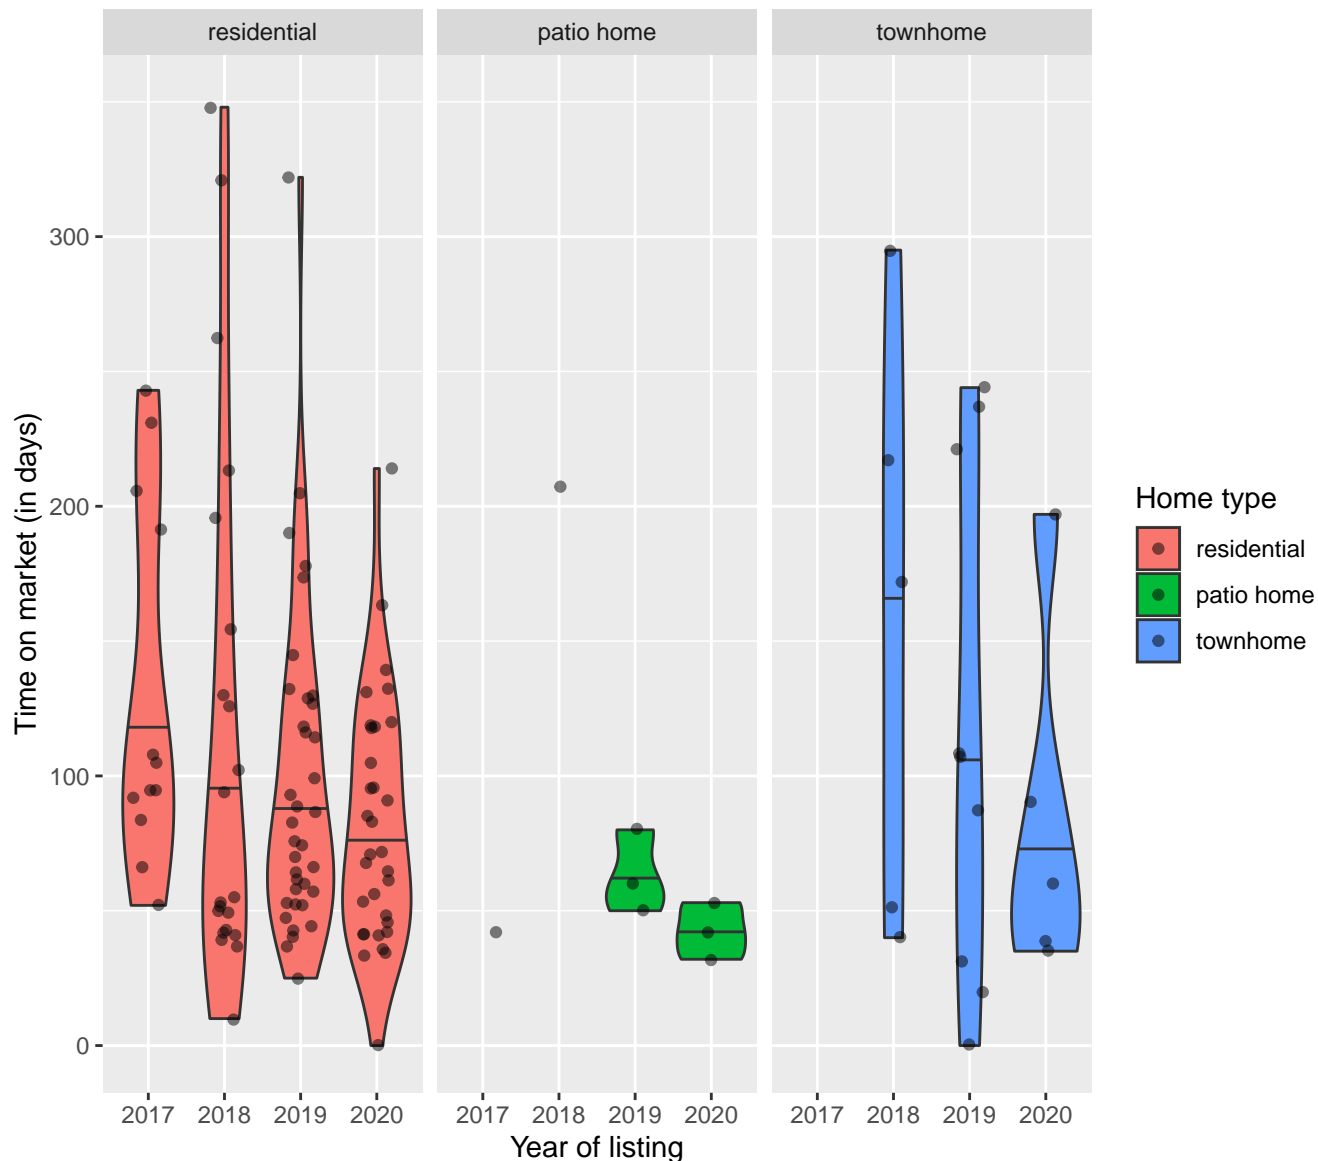 residential patio home townhome
Time on market (in days)
300
200
100
0
2017 2018 2019 2020 2017 2018 2019 2020 2017 2018 2019 2020
Year of listing
Home type
residential
patio home
townhome